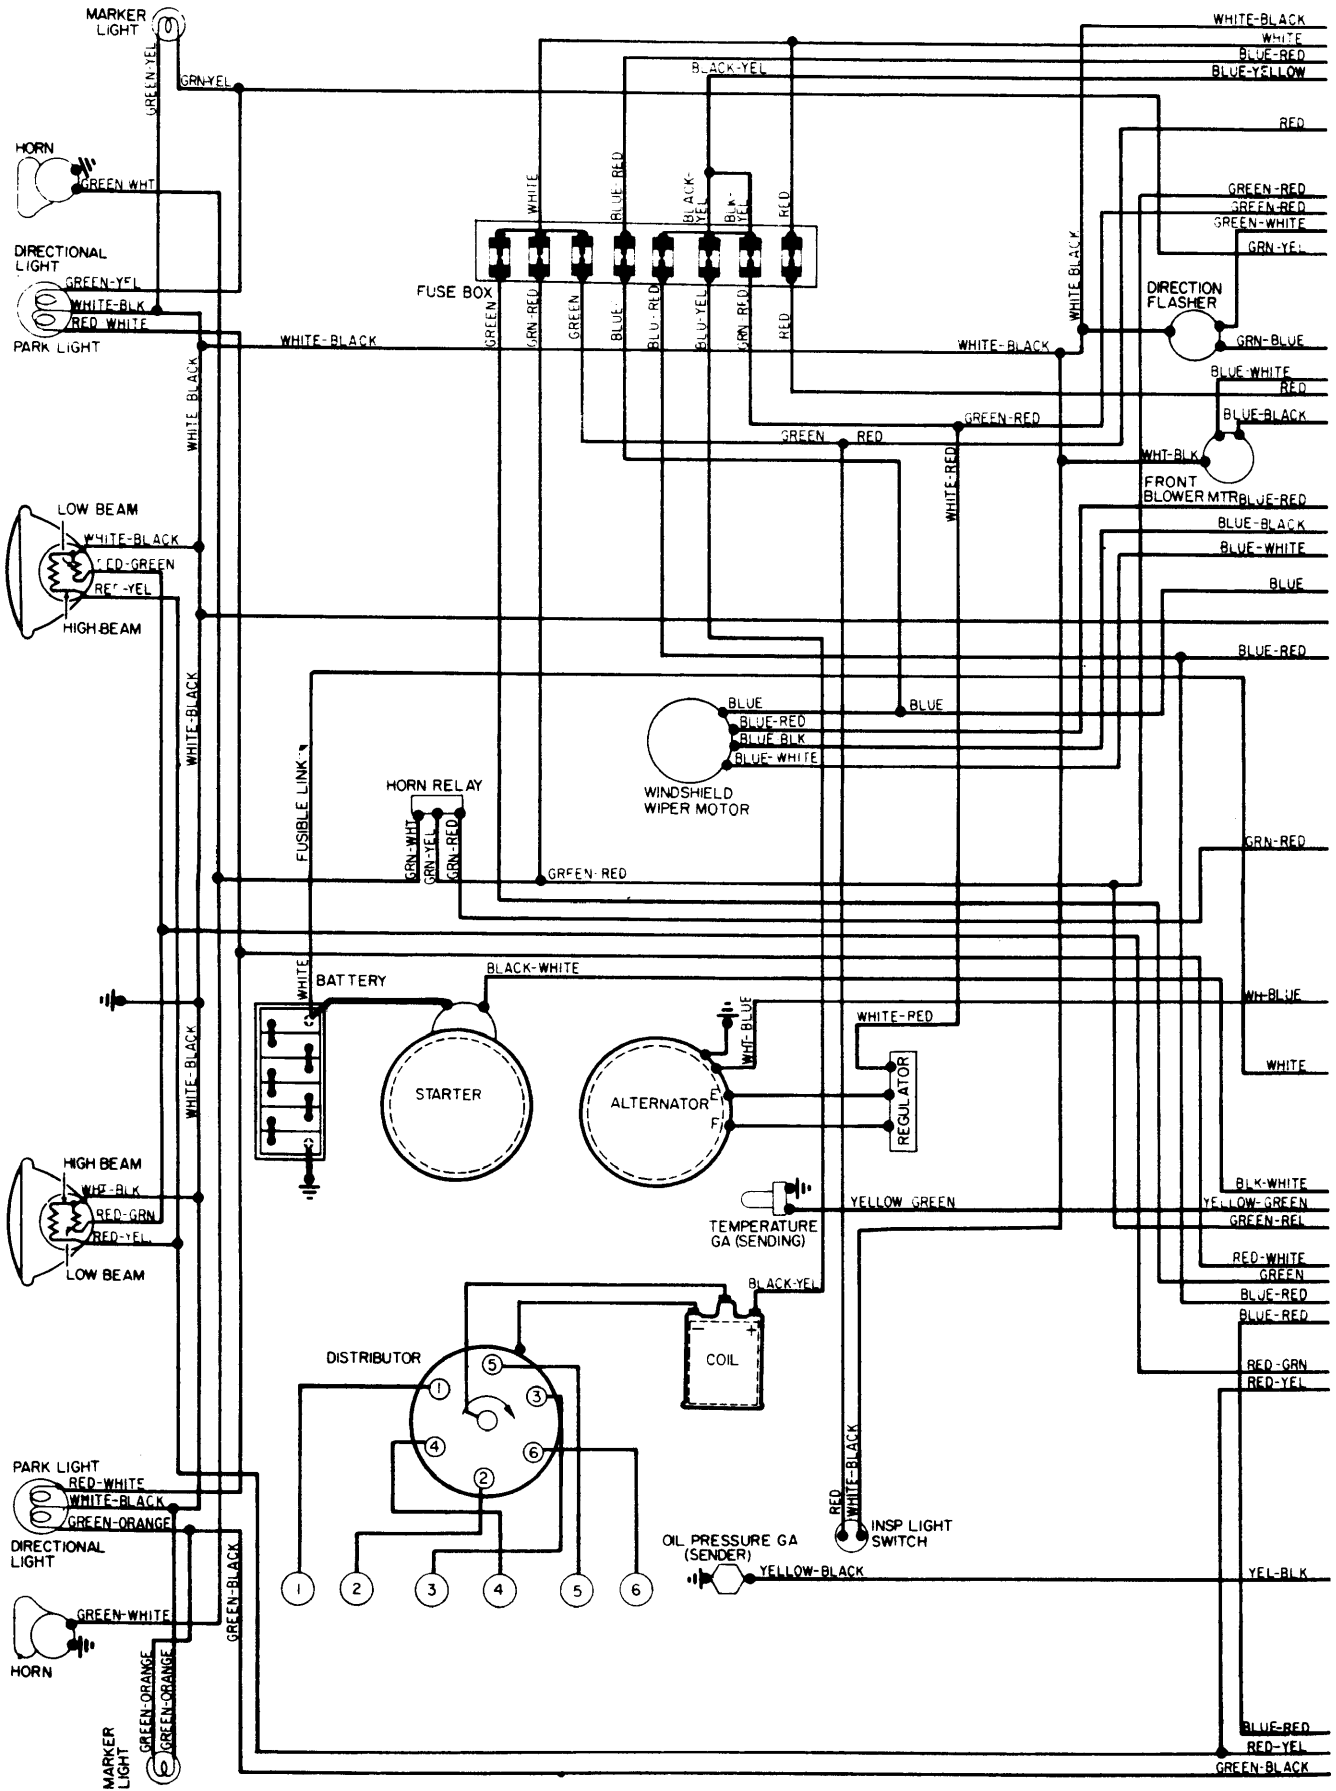 MARKER
LIGHT
GREEN-YEL
GRN-YEL
BLACK-YEL
WHITE-BLACK
WHITE
BLUE-RED
BLUE-YELLOW
RED
HORN
GREEN WHT
WHITE
BLUE-RED
BLACK-
YEL
BLK-
YEL
RED
GREEN-RED
GREEN-RED
GREEN-WHITE
GRN-YEL
DIRECTIONAL
LIGHT
GREEN-YEL
WHITE-BLK
RED WHITE
PARK LIGHT
FUSE BOX
GREEN
GRN-RED
GREEN
BLUE
BLU-RED
BLU-YEL
GRN-RED
RED
WHITE BLACK
DIRECTION
FLASHER
GRN-BLUE
WHITE-BLACK
WHITE-BLACK
WHITE BLACK
BLUE-WHITE
RED
BLUE-BLACK
GREEN
RED
GREEN-RED
WHITE-RED
WHT-BLK
FRONT
BLOWER MTR
BLUE-RED
BLUE-BLACK
BLUE-WHITE
BLUE
BLUE-RED
LOW BEAM
WHITE-BLACK
RED-GREEN
RED-YEL
HIGH BEAM
WHITE-BLACK
BLUE
BLUE
BLUE-RED
BLUE BLK
BLUE-WHITE
WINDSHIELD
WIPER MOTOR
FUSIBLE LINK
HORN RELAY
GRN-WHT
GRN-YEL
GRN-RED
GREEN-RED
GRN-RED
WHITE
BATTERY
BLACK-WHITE
STARTER
WHT-BLUE
ALTERNATOR
E
F
WHITE-RED
REGULATOR
WH-BLUE
WHITE
WHITE-BLACK
HIGH BEAM
WHT-BLK
RED-GRN
RED-YEL.
LOW BEAM
TEMPERATURE
GA (SENDING)
YELLOW GREEN
BLK-WHITE
YELLOW-GREEN
GREEN-REL
RED-WHITE
GREEN
BLUE-RED
BLUE-RED
RED-GRN
RED-YEL
BLACK-YEL
-
+
COIL
DISTRIBUTOR
1
5
3
4
6
2
1
2
3
4
5
6
PARK LIGHT
RED-WHITE
WHITE-BLACK
GREEN-ORANGE
DIRECTIONAL
LIGHT
GREEN-BLACK
RED
WHITE-BLACK
INSP LIGHT
SWITCH
OIL PRESSURE GA
(SENDER)
YELLOW-BLACK
YEL-BLK
GREEN-WHITE
HORN
GREEN-ORANGE
GREEN-ORANGE
MARKER
LIGHT
BLUE-RED
RED-YEL
GREEN-BLACK